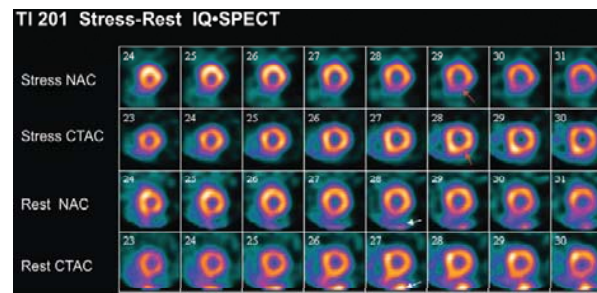 TI 201 Stress-Rest IQ•SPECT
24 25 26 27 28 29 30 31
Stress NAC
23 24 25 26 27 28 29 30
Stress CTAC
24 25 26 27 28 29 30 31
Rest NAC
23 24 25 26 27 28 29 30
Rest CTAC